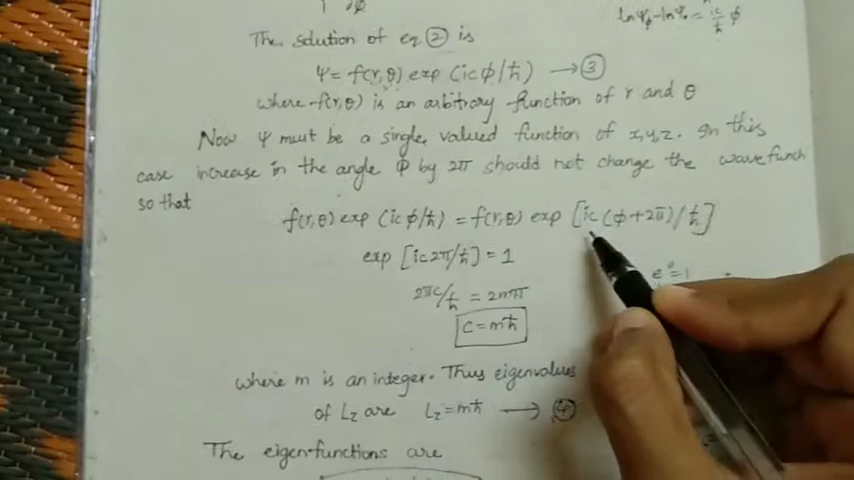 ln ψφ - ln ψ₀ = ic/ħ φ
The solution of eq ② is
ψ = f(r,θ) exp (icφ/ħ) → ③
where f(r,θ) is an arbitrary function of r and θ
Now ψ must be a single valued function of x,y,z. In this
case increase in the angle φ by 2π should not change the wavefunch
so that
f(r,θ) exp (icφ/ħ) = f(r,θ) exp [ic (φ+2π)/ħ]
exp [ic2π/ħ] = 1
2πc/ħ = 2mπ
c = mħ
where m is an integer. Thus eigenvalues
of Lz are Lz = mħ → ④
The eigen-functions are